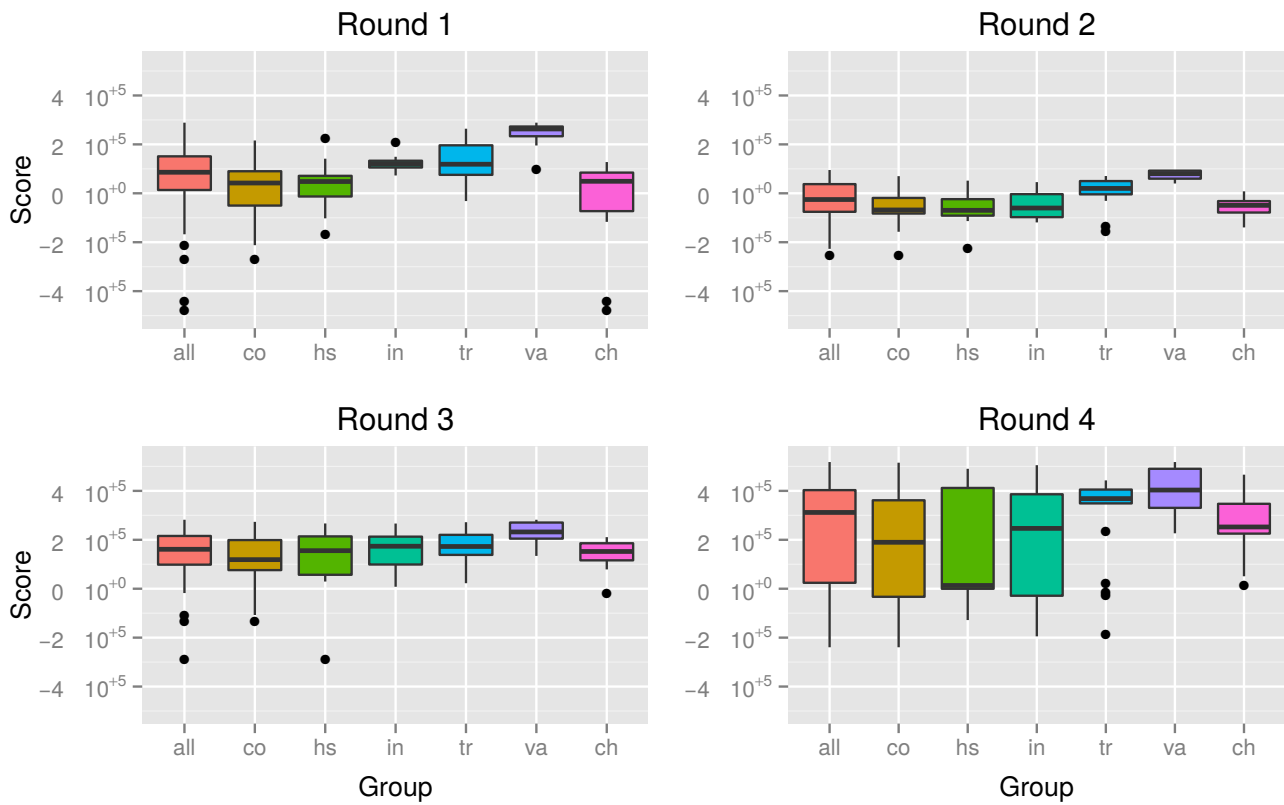 Round 1
Score
4 10⁺⁵
2 10⁺⁵
0 10⁺⁰
−2 10⁺⁵
−4 10⁺⁵
all co hs in tr va ch
Round 2
4 10⁺⁵
2 10⁺⁵
0 10⁺⁰
−2 10⁺⁵
−4 10⁺⁵
all co hs in tr va ch
Round 3
Score
4 10⁺⁵
2 10⁺⁵
0 10⁺⁰
−2 10⁺⁵
−4 10⁺⁵
all co hs in tr va ch
Group
Round 4
4 10⁺⁵
2 10⁺⁵
0 10⁺⁰
−2 10⁺⁵
−4 10⁺⁵
all co hs in tr va ch
Group